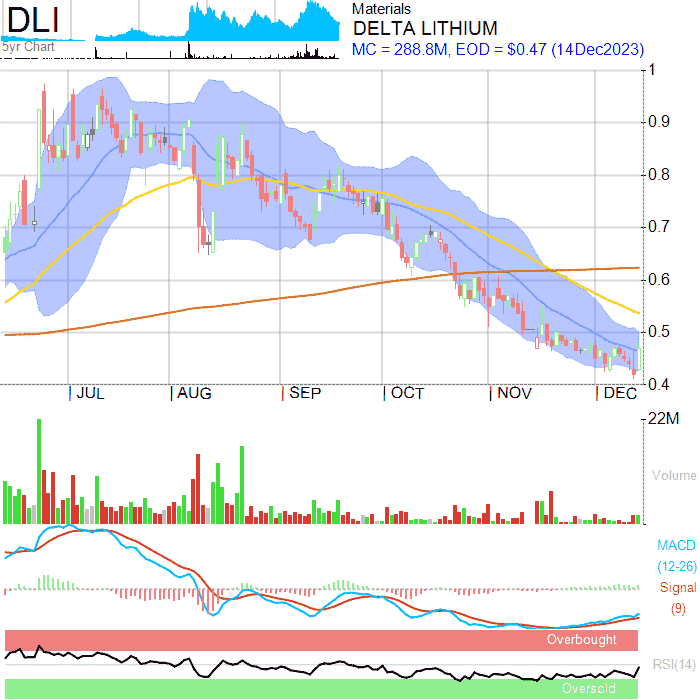 DLI
5yr Chart
Materials
DELTA LITHIUM
MC = 288.8M, EOD = $0.47 (14Dec2023)
1
0.9
0.8
0.7
0.6
0.5
0.4
JUL AUG SEP OCT NOV DEC
22M
Volume
MACD
(12-26)
Signal
(9)
Overbought
RSI(14)
Oversold